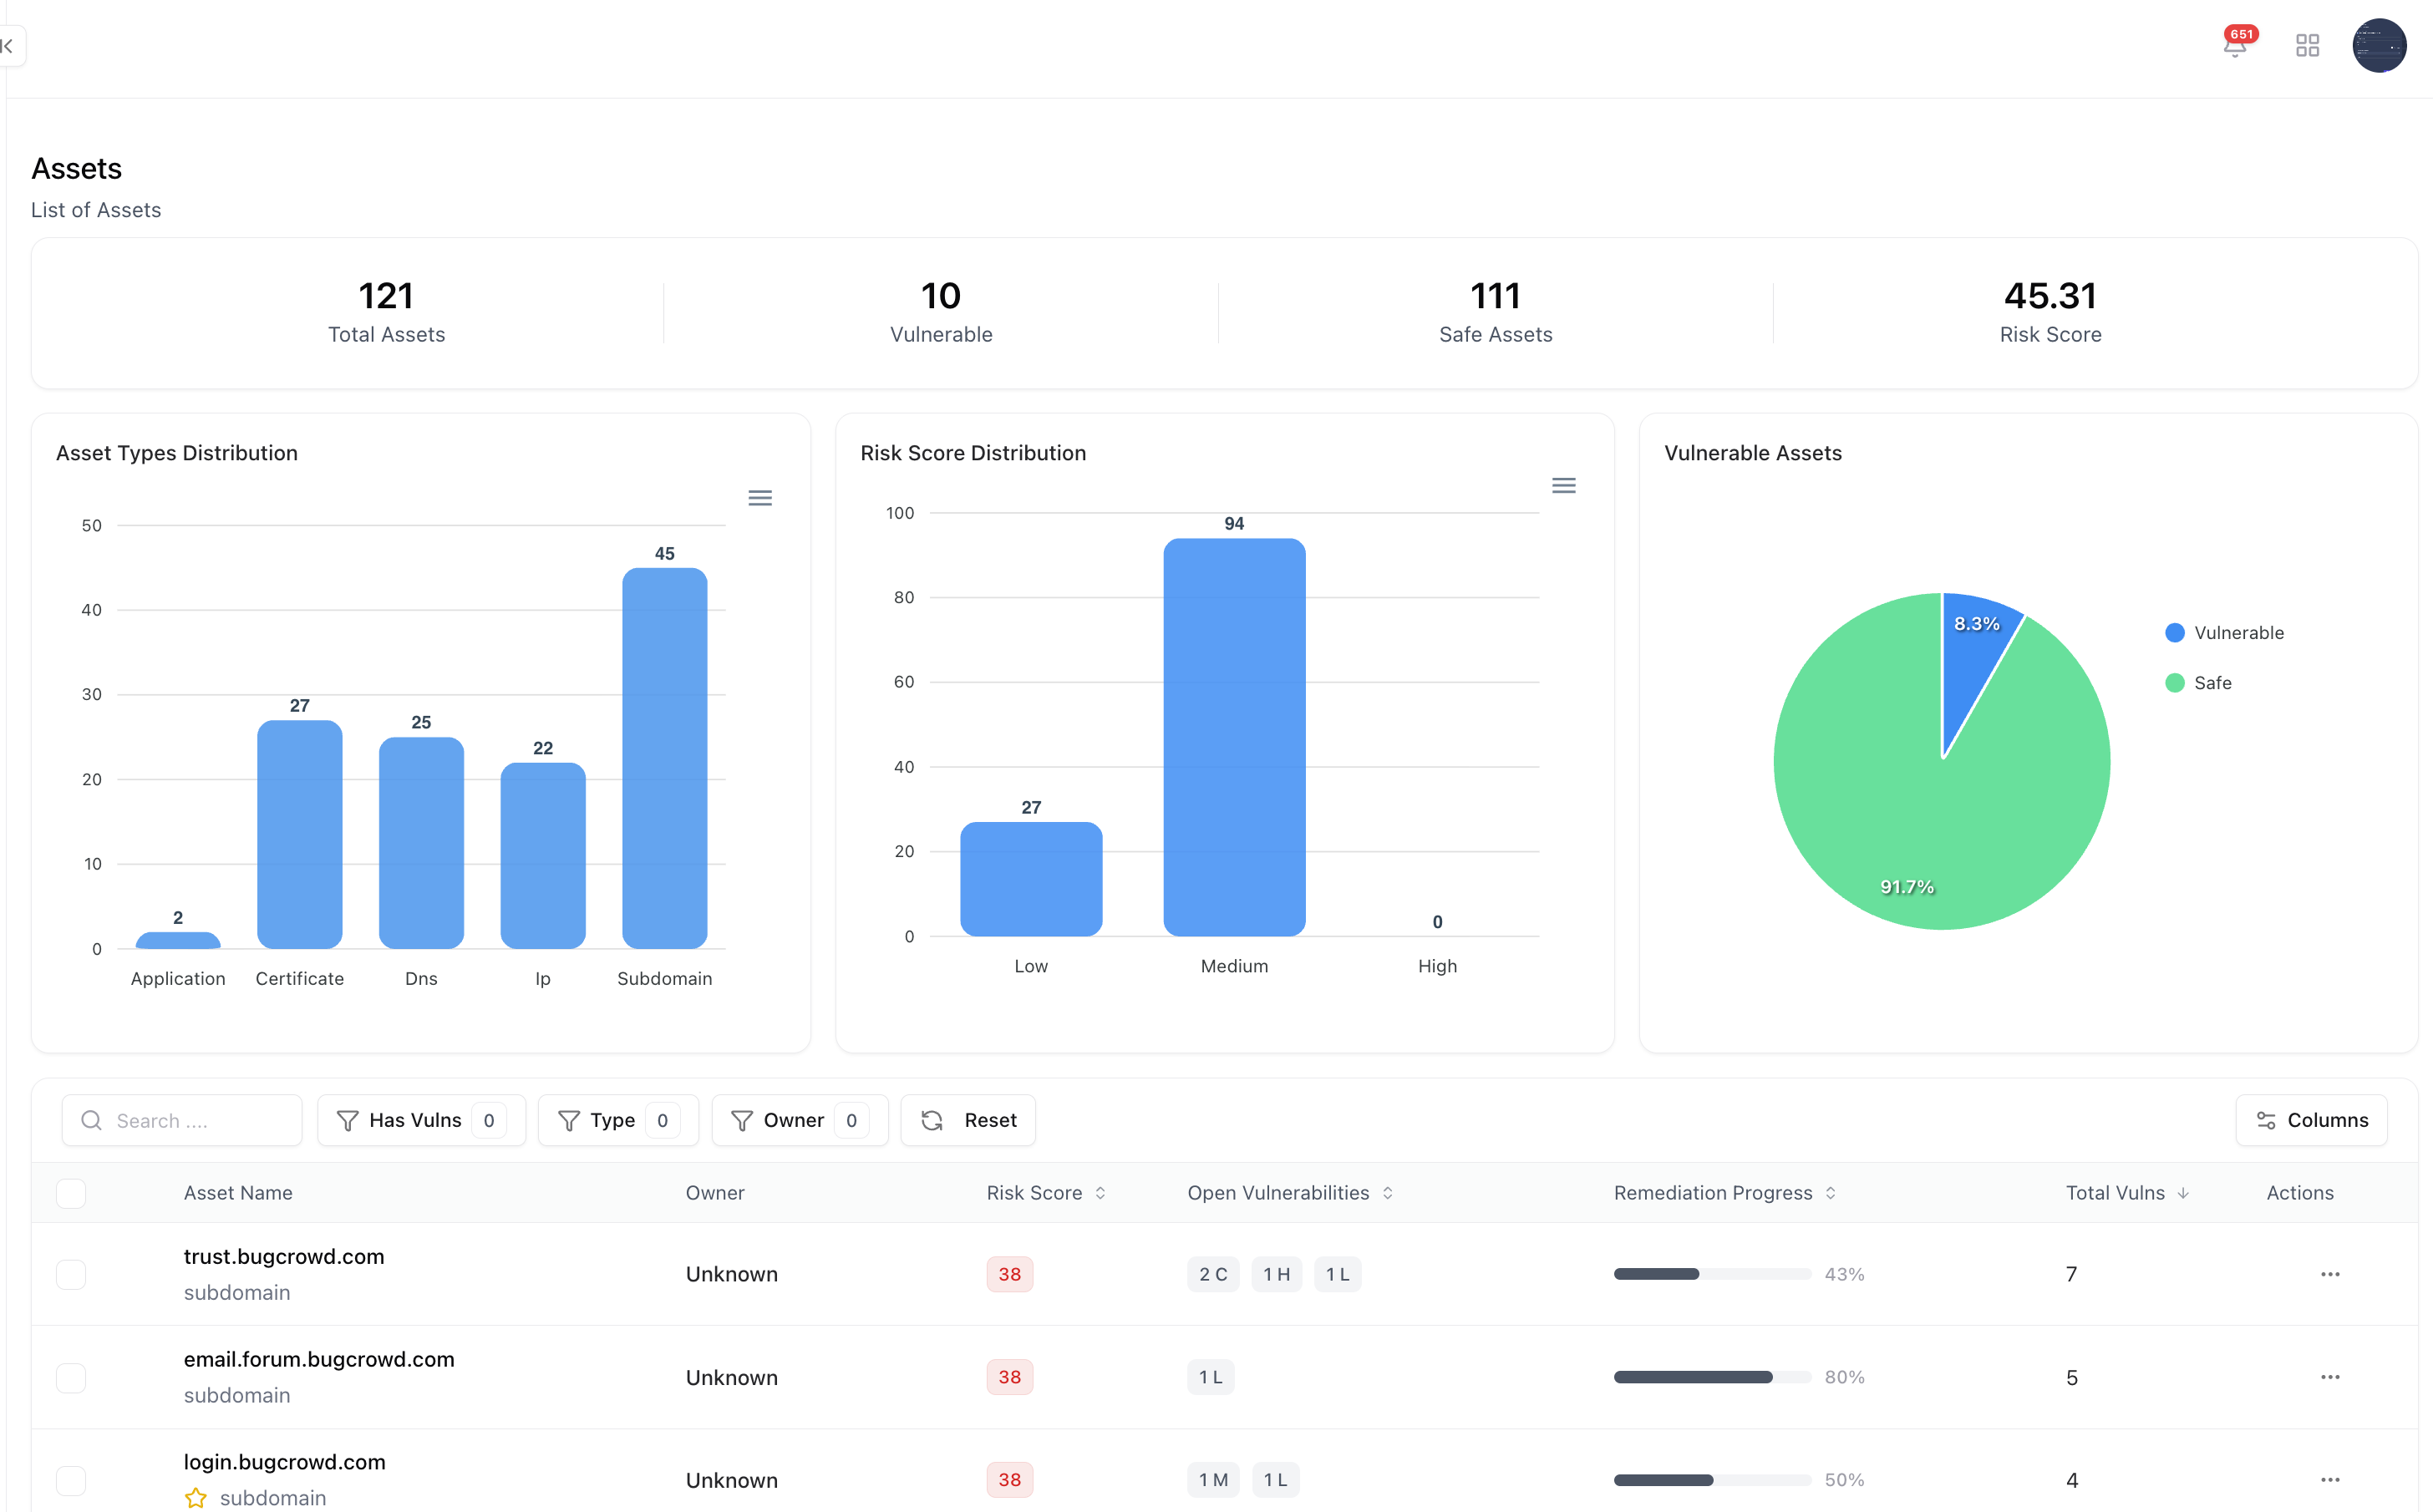 651
Assets
List of Assets
121
Total Assets
10
Vulnerable
111
Safe Assets
45.31
Risk Score
Asset Types Distribution
50
40
30
20
10
0
2
27
25
22
45
Application Certificate Dns Ip Subdomain
Risk Score Distribution
100
80
60
40
20
0
27
94
0
Low Medium High
Vulnerable Assets
8.3%
91.7%
Vulnerable
Safe
Search .... Has Vulns 0 Type 0 Owner 0 Reset Columns
Asset Name Owner Risk Score Open Vulnerabilities Remediation Progress Total Vulns Actions
trust.bugcrowd.com
subdomain
Unknown 38 2 C 1 H 1 L 43% 7
email.forum.bugcrowd.com
subdomain
Unknown 38 1 L 80% 5
login.bugcrowd.com
subdomain
Unknown 38 1 M 1 L 50% 4